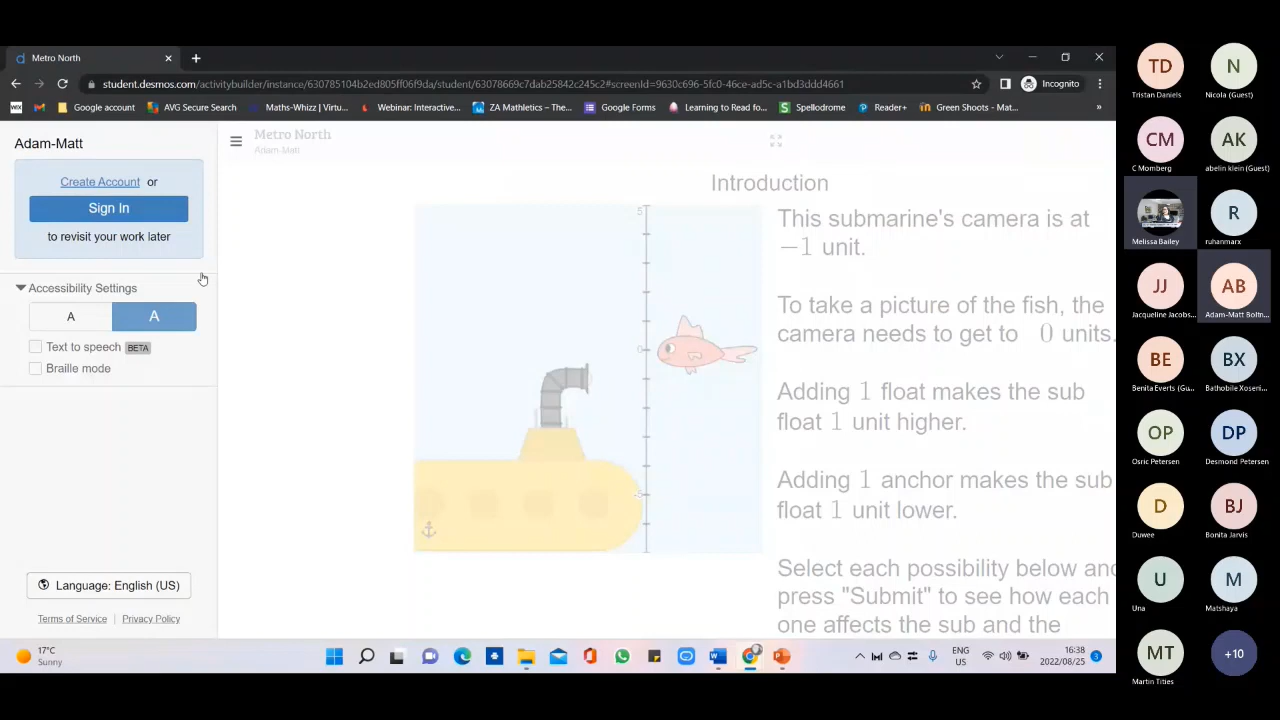 Metro North
student.desmos.com/activitybuilder/instance/630785104b2ed805ff06f9da/student/63078669c7dab25842c245c2#screenId=9630c696-5fc0-46ce-ad5c-a1bd3ddd4661
Incognito
WIX
Google account
AVG Secure Search
Maths-Whizz | Virtu...
Webinar: Interactive...
ZA Mathletics – The...
Google Forms
Learning to Read fo...
Spellodrome
Reader+
Green Shoots - Mat...
»
Adam-Matt
Create Account or
Sign In
to revisit your work later
Accessibility Settings
A
A
Text to speech BETA
Braille mode
Language: English (US)
Terms of Service | Privacy Policy
Metro North
Adam-Matt
Introduction
5
0
-5
This submarine's camera is at
−1 unit.
To take a picture of the fish, the
camera needs to get to 0 units.
Adding 1 float makes the sub
float 1 unit higher.
Adding 1 anchor makes the sub
float 1 unit lower.
Select each possibility below and
press "Submit" to see how each
one affects the sub and the
17°C
Sunny
ENG
US
16:38
2022/08/25
3
TD
Tristan Daniels
N
Nicola (Guest)
CM
C Momberg
AK
abelin klein (Guest)
Melissa Bailey
R
ruhanmarx
JJ
Jacqueline Jacobs...
AB
Adam-Matt Boltn...
BE
Benita Everts (Gu...
BX
Bathobile Xoseri...
OP
Osric Petersen
DP
Desmond Petersen
D
Duwee
BJ
Bonita Jarvis
U
Una
M
Matshaya
MT
Martin Tities
+10